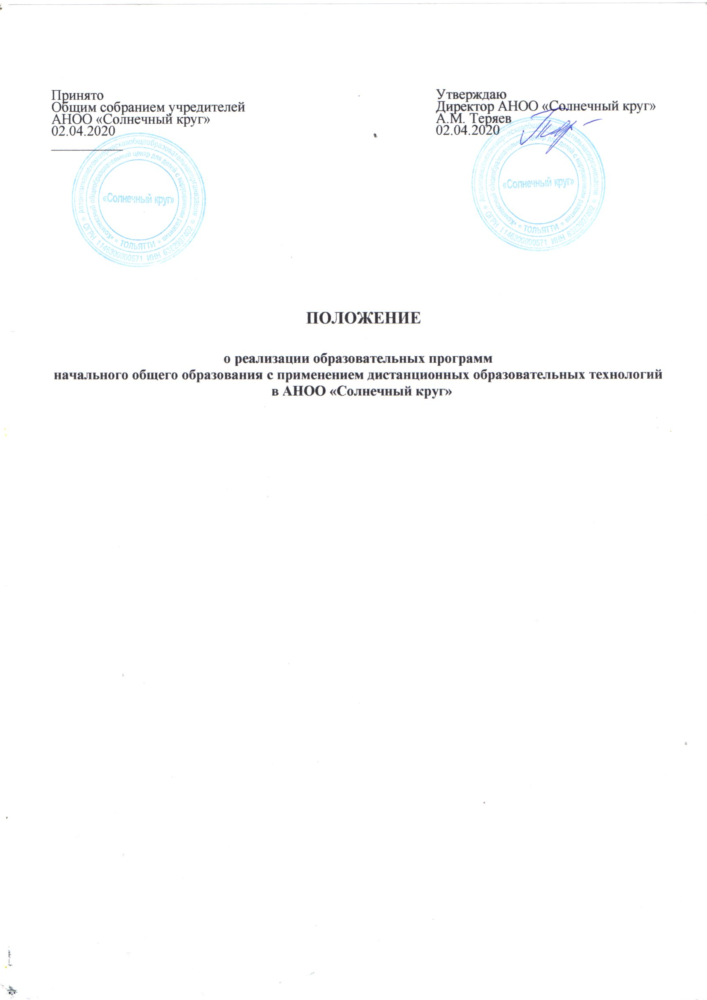 Принято
Общим собранием учредителей
АНОО «Солнечный круг»
02.04.2020
Автономнаянекоммерческаяобщеобразовательнаяорганизация
ОГРН 1146300000571 ИНН 6382997402
«Комплексный общеобразовательный центр для детей с нарушениями развития»
ТОЛЬЯТТИ
«Солнечный круг»
Утверждаю
Директор АНОО «Солнечный круг»
А.М. Теряев
02.04.2020
Автономнаянекоммерческаяобщеобразовательнаяорганизация
ОГРН 1146300000571 ИНН 6382997402
«Комплексный общеобразовательный центр для детей с нарушениями развития»
ТОЛЬЯТТИ
«Солнечный круг»
ПОЛОЖЕНИЕ
о реализации образовательных программ
начального общего образования с применением дистанционных образовательных технологий
в АНОО «Солнечный круг»